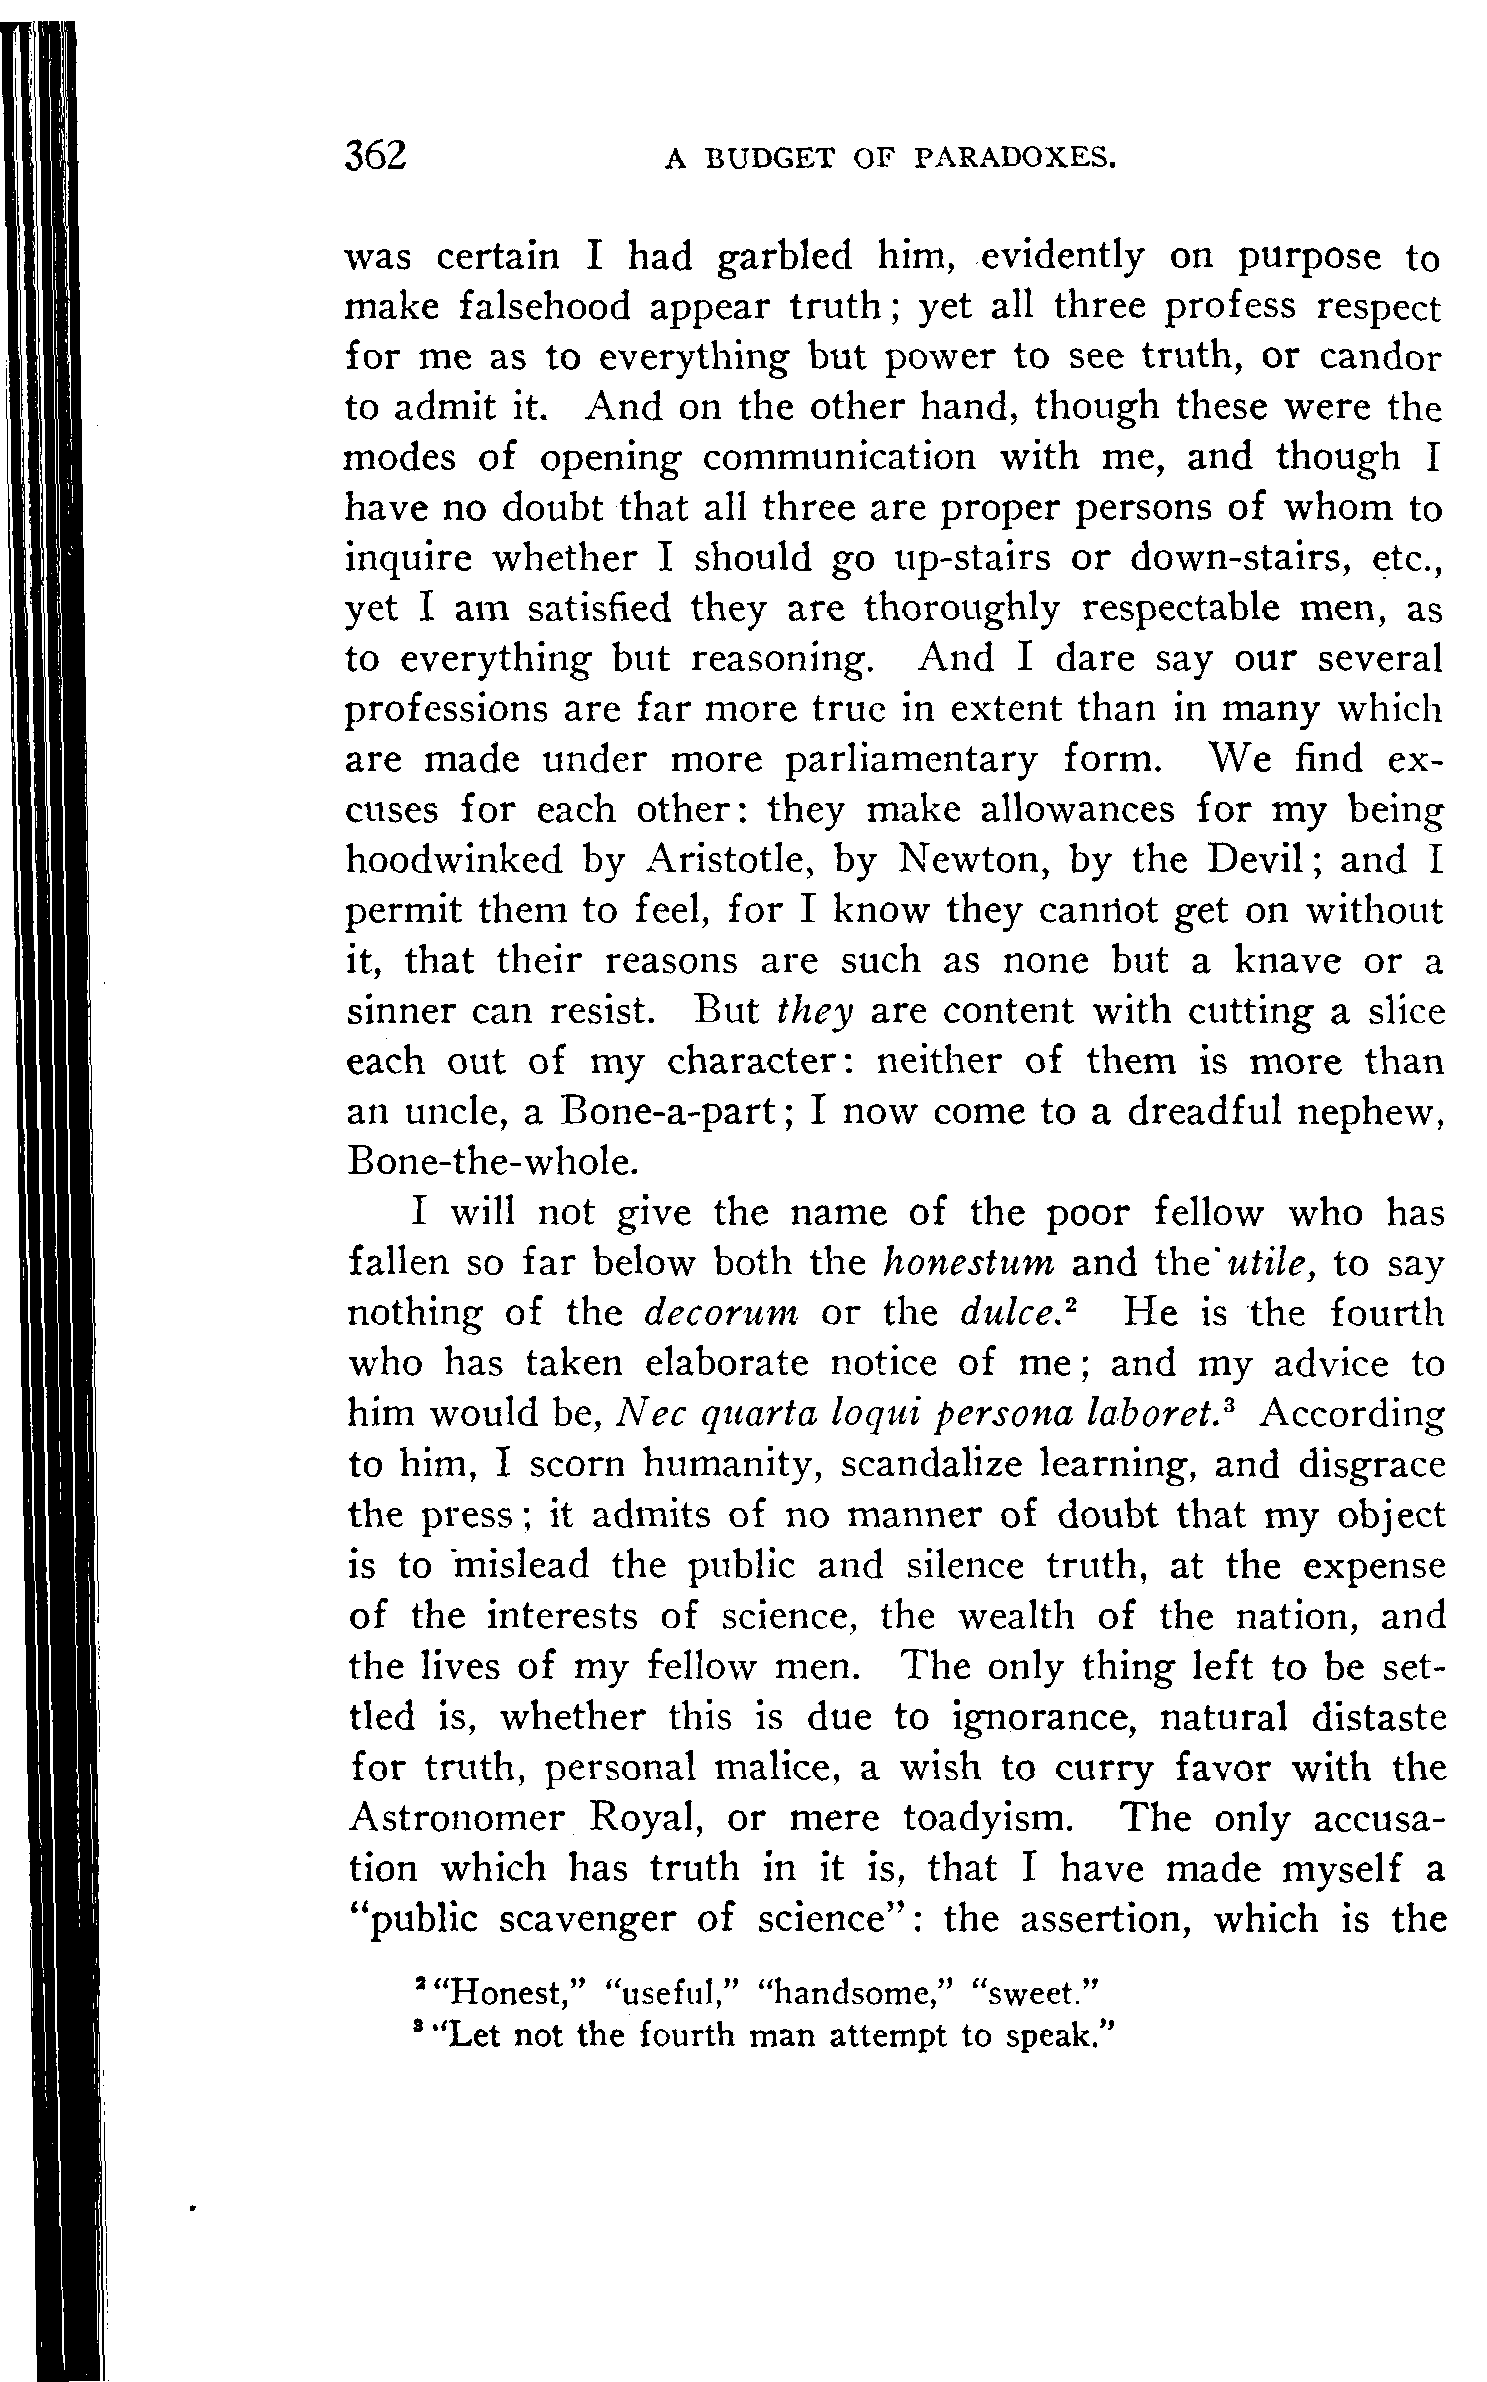 362 A BUDGET OF PARADOXES.
was certain I had garbled him, evidently on purpose to
make falsehood appear truth; yet all three profess respect
for me as to everything but power to see truth, or candor
to admit it. And on the other hand, though these were the
modes of opening communication with me, and though I
have no doubt that all three are proper persons of whom to
inquire whether I should go up-stairs or down-stairs, etc.,
yet I am satisfied they are thoroughly respectable men, as
to everything but reasoning. And I dare say our several
professions are far more true in extent than in many which
are made under more parliamentary form. We find ex-
cuses for each other: they make allowances for my being
hoodwinked by Aristotle, by Newton, by the Devil; and I
permit them to feel, for I know they cannot get on without
it, that their reasons are such as none but a knave or a
sinner can resist. But they are content with cutting a slice
each out of my character: neither of them is more than
an uncle, a Bone-a-part; I now come to a dreadful nephew,
Bone-the-whole.
I will not give the name of the poor fellow who has
fallen so far below both the honestum and the utile, to say
nothing of the decorum or the dulce.² He is the fourth
who has taken elaborate notice of me; and my advice to
him would be, Nec quarta loqui persona laboret.³ According
to him, I scorn humanity, scandalize learning, and disgrace
the press; it admits of no manner of doubt that my object
is to mislead the public and silence truth, at the expense
of the interests of science, the wealth of the nation, and
the lives of my fellow men. The only thing left to be set-
tled is, whether this is due to ignorance, natural distaste
for truth, personal malice, a wish to curry favor with the
Astronomer Royal, or mere toadyism. The only accusa-
tion which has truth in it is, that I have made myself a
"public scavenger of science": the assertion, which is the
² "Honest," "useful," "handsome," "sweet."
³ "Let not the fourth man attempt to speak."